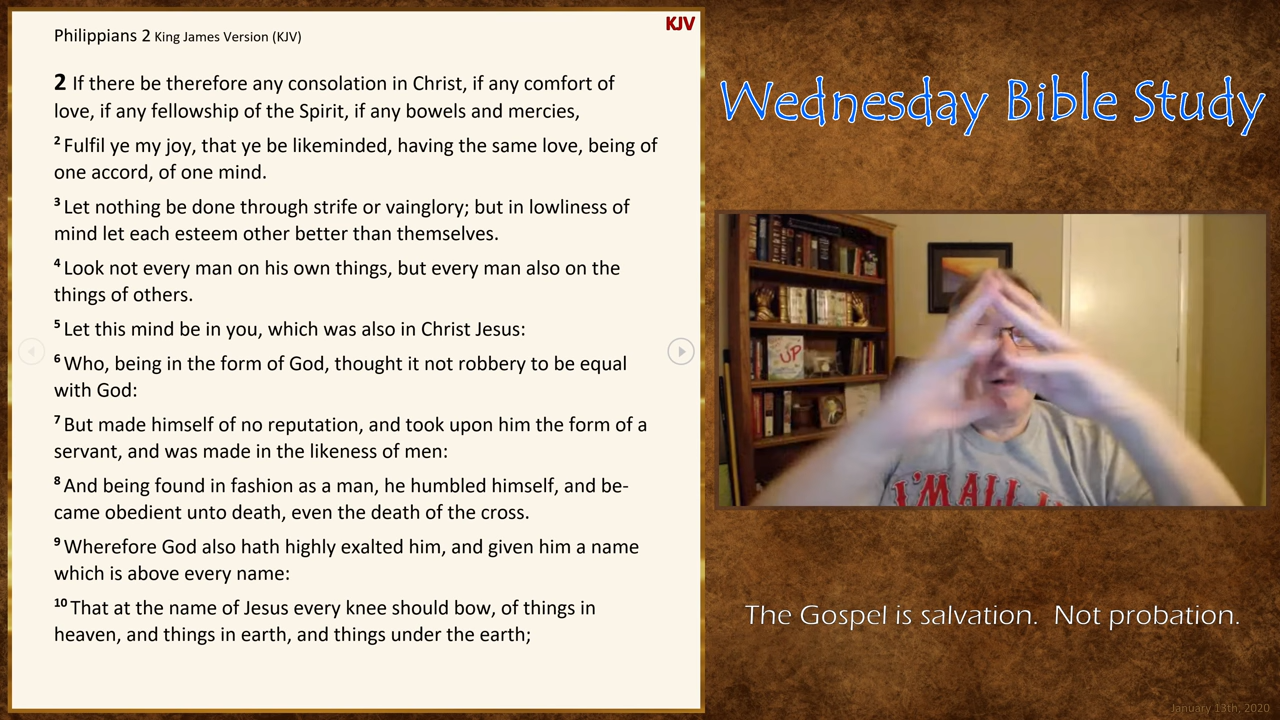 KJV
Philippians 2 King James Version (KJV)
2 If there be therefore any consolation in Christ, if any comfort of
love, if any fellowship of the Spirit, if any bowels and mercies,
2 Fulfil ye my joy, that ye be likeminded, having the same love, being of
one accord, of one mind.
3 Let nothing be done through strife or vainglory; but in lowliness of
mind let each esteem other better than themselves.
4 Look not every man on his own things, but every man also on the
things of others.
5 Let this mind be in you, which was also in Christ Jesus:
6 Who, being in the form of God, thought it not robbery to be equal
with God:
7 But made himself of no reputation, and took upon him the form of a
servant, and was made in the likeness of men:
8 And being found in fashion as a man, he humbled himself, and be-
came obedient unto death, even the death of the cross.
9 Wherefore God also hath highly exalted him, and given him a name
which is above every name:
10 That at the name of Jesus every knee should bow, of things in
heaven, and things in earth, and things under the earth;
Wednesday Bible Study
UP
I'M ALL
The Gospel is salvation. Not probation.
January 13th, 2020